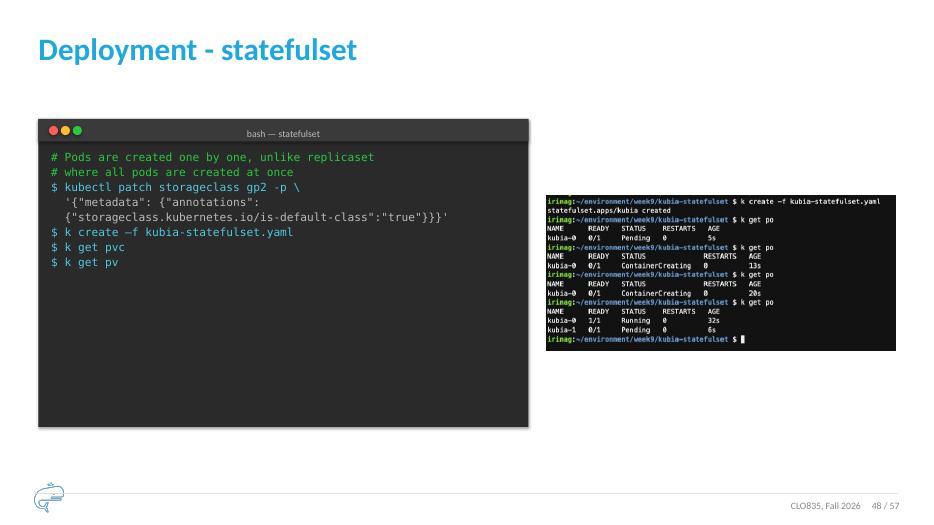 Deployment - statefulset
bash — statefulset
# Pods are created one by one, unlike replicaset
# where all pods are created at once
$ kubectl patch storageclass gp2 -p \
'{"metadata": {"annotations":
{"storageclass.kubernetes.io/is-default-class":"true"}}}'
$ k create –f kubia-statefulset.yaml
$ k get pvc
$ k get pv
irinag:~/environment/week9/kubia-statefulset $ k create -f kubia-statefulset.yaml
statefulset.apps/kubia created
irinag:~/environment/week9/kubia-statefulset $ k get po
NAME READY STATUS RESTARTS AGE
kubia-0 0/1 Pending 0 5s
irinag:~/environment/week9/kubia-statefulset $ k get po
NAME READY STATUS RESTARTS AGE
kubia-0 0/1 ContainerCreating 0 13s
irinag:~/environment/week9/kubia-statefulset $ k get po
NAME READY STATUS RESTARTS AGE
kubia-0 0/1 ContainerCreating 0 20s
irinag:~/environment/week9/kubia-statefulset $ k get po
NAME READY STATUS RESTARTS AGE
kubia-0 1/1 Running 0 32s
kubia-1 0/1 Pending 0 6s
irinag:~/environment/week9/kubia-statefulset $
CLO835, Fall 2026 48 / 57